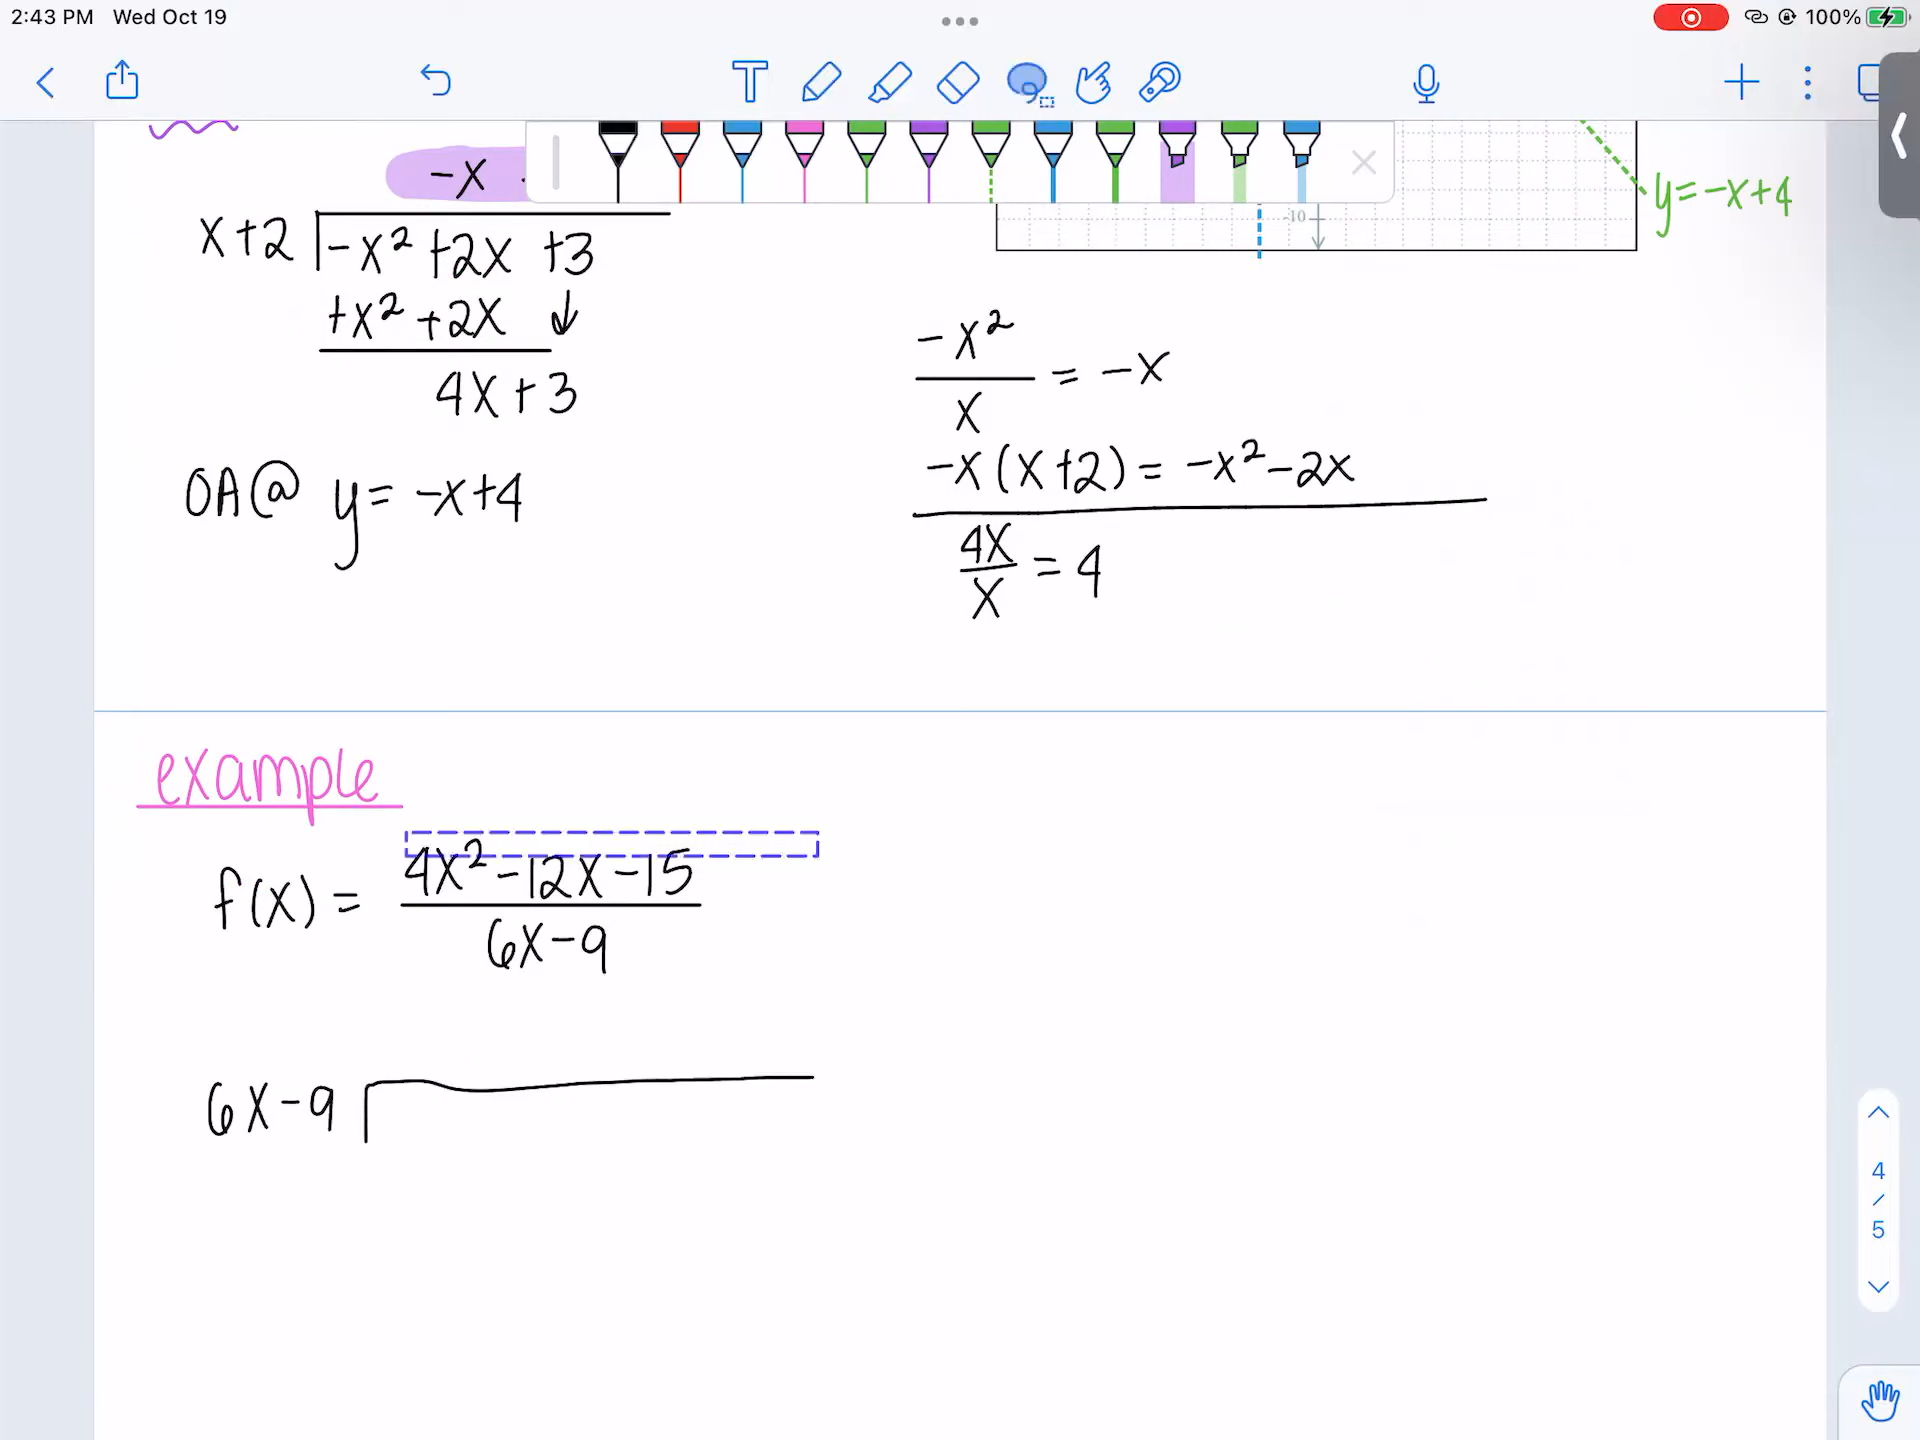 2:43 PM Wed Oct 19
100%
-x
-10
y=-x+4
x+2 -x² +2x +3
+x² +2x ↓
4x+3
-x²/x = -x
-x(x+2)= -x²-2x
OA@ y= -x+4
4x/x = 4
example
f(x) = 4x²-12x-15 / 6x-9
6x-9
4
/
5